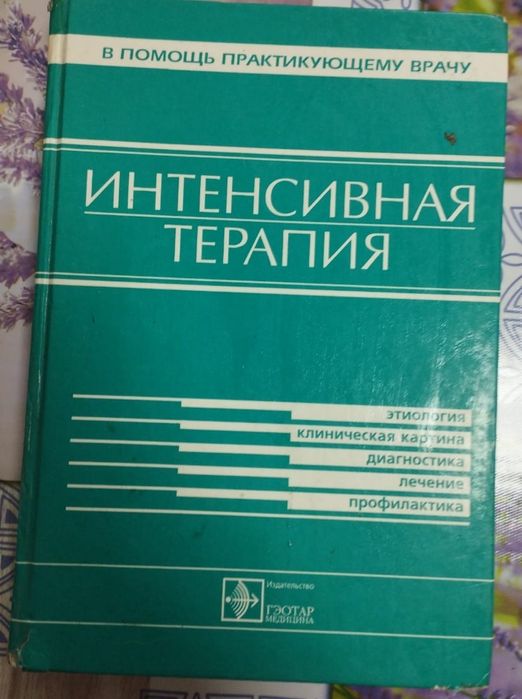 В ПОМОЩЬ ПРАКТИКУЮЩЕМУ ВРАЧУ
ИНТЕНСИВНАЯ
ТЕРАПИЯ
этиология
клиническая картина
диагностика
лечение
профилактика
Издательство
ГЭОТАР
МЕДИЦИНА